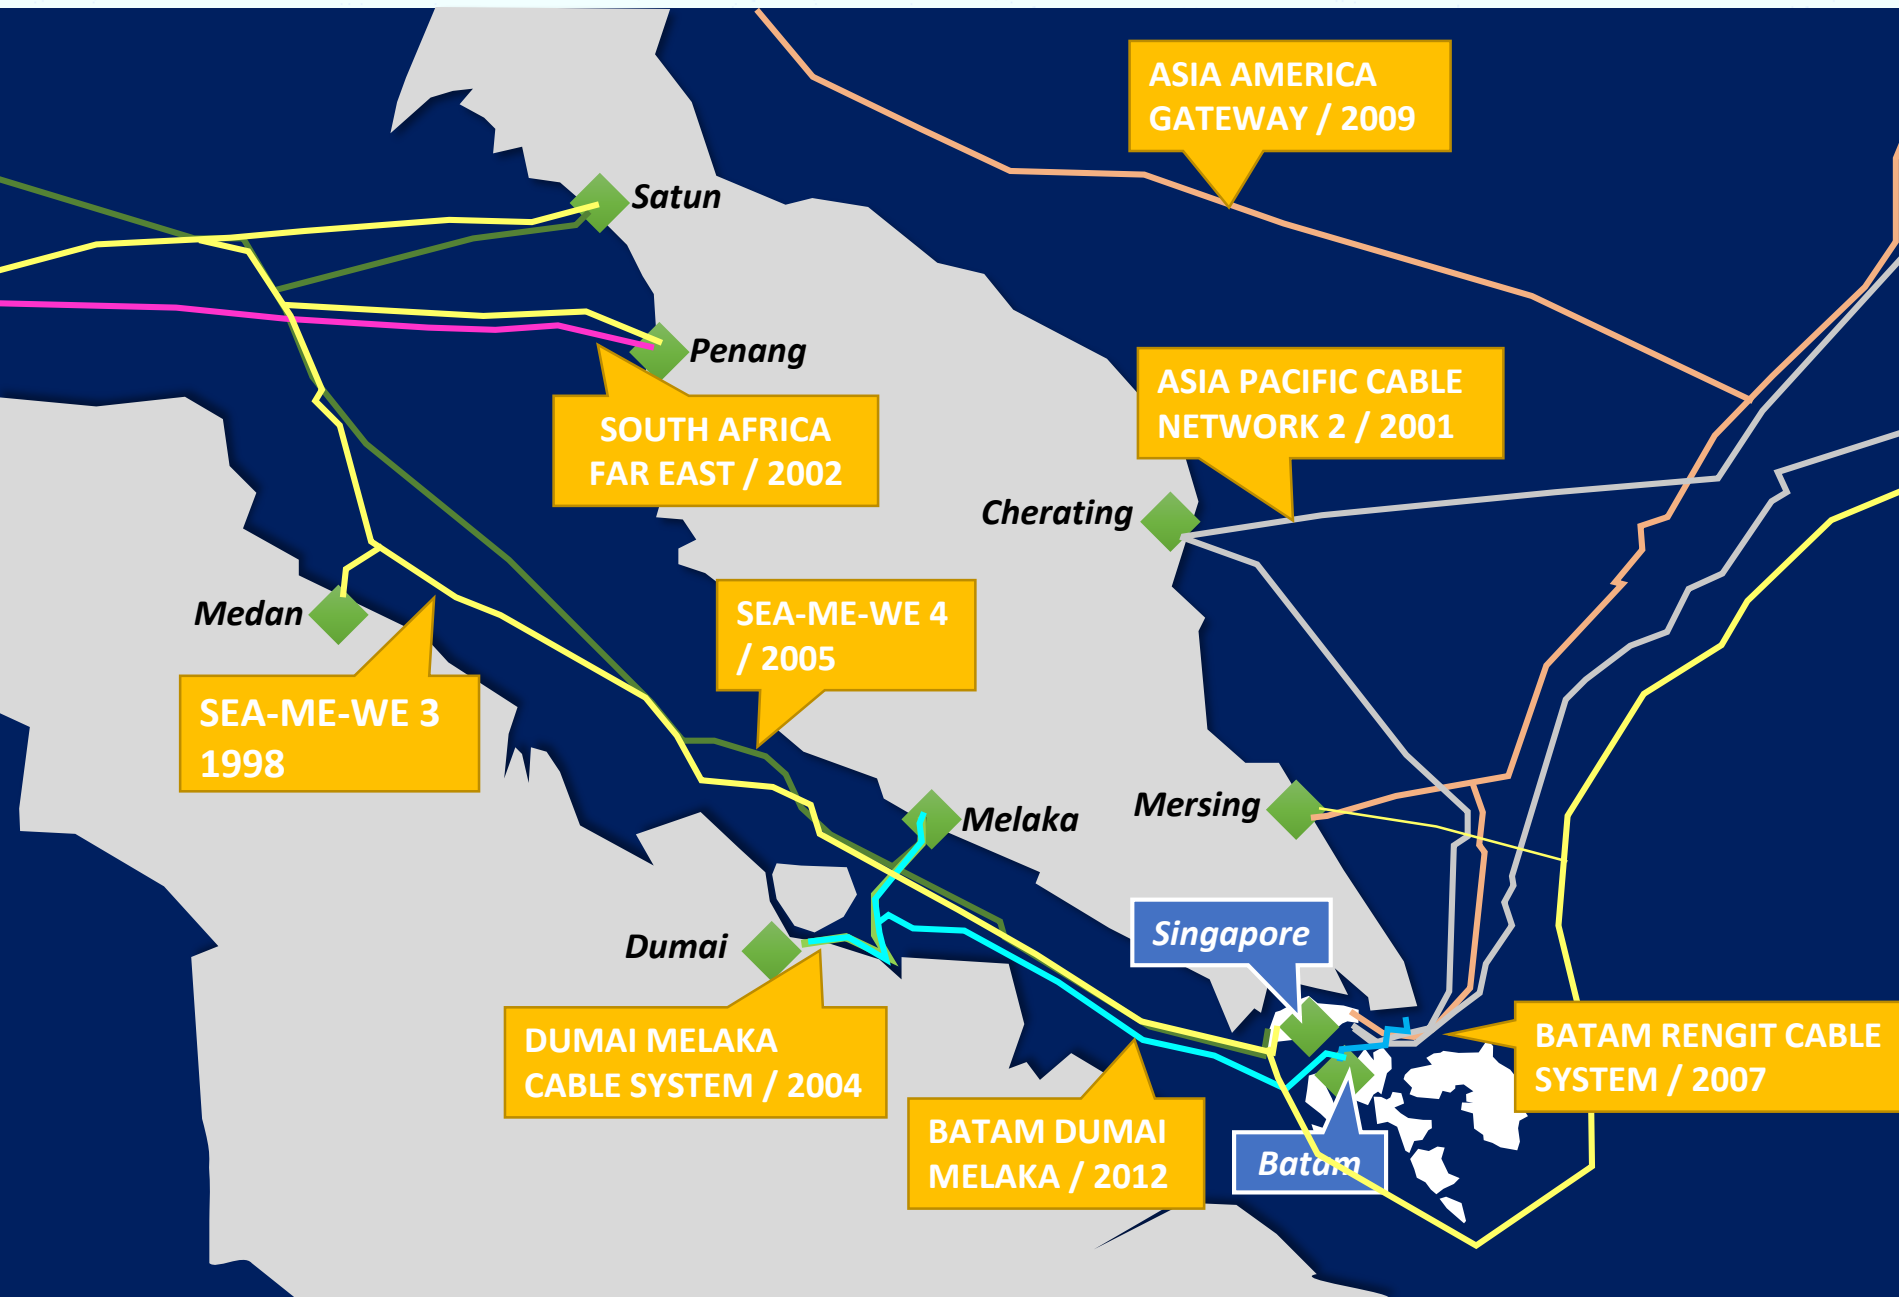 ASIA AMERICA
GATEWAY / 2009
Satun
Penang
ASIA PACIFIC CABLE
NETWORK 2 / 2001
SOUTH AFRICA
FAR EAST / 2002
Cherating
Medan
SEA-ME-WE 4
/ 2005
SEA-ME-WE 3
1998
Melaka
Mersing
Dumai
Singapore
DUMAI MELAKA
CABLE SYSTEM / 2004
BATAM RENGIT CABLE
SYSTEM / 2007
BATAM DUMAI
MELAKA / 2012
Batam